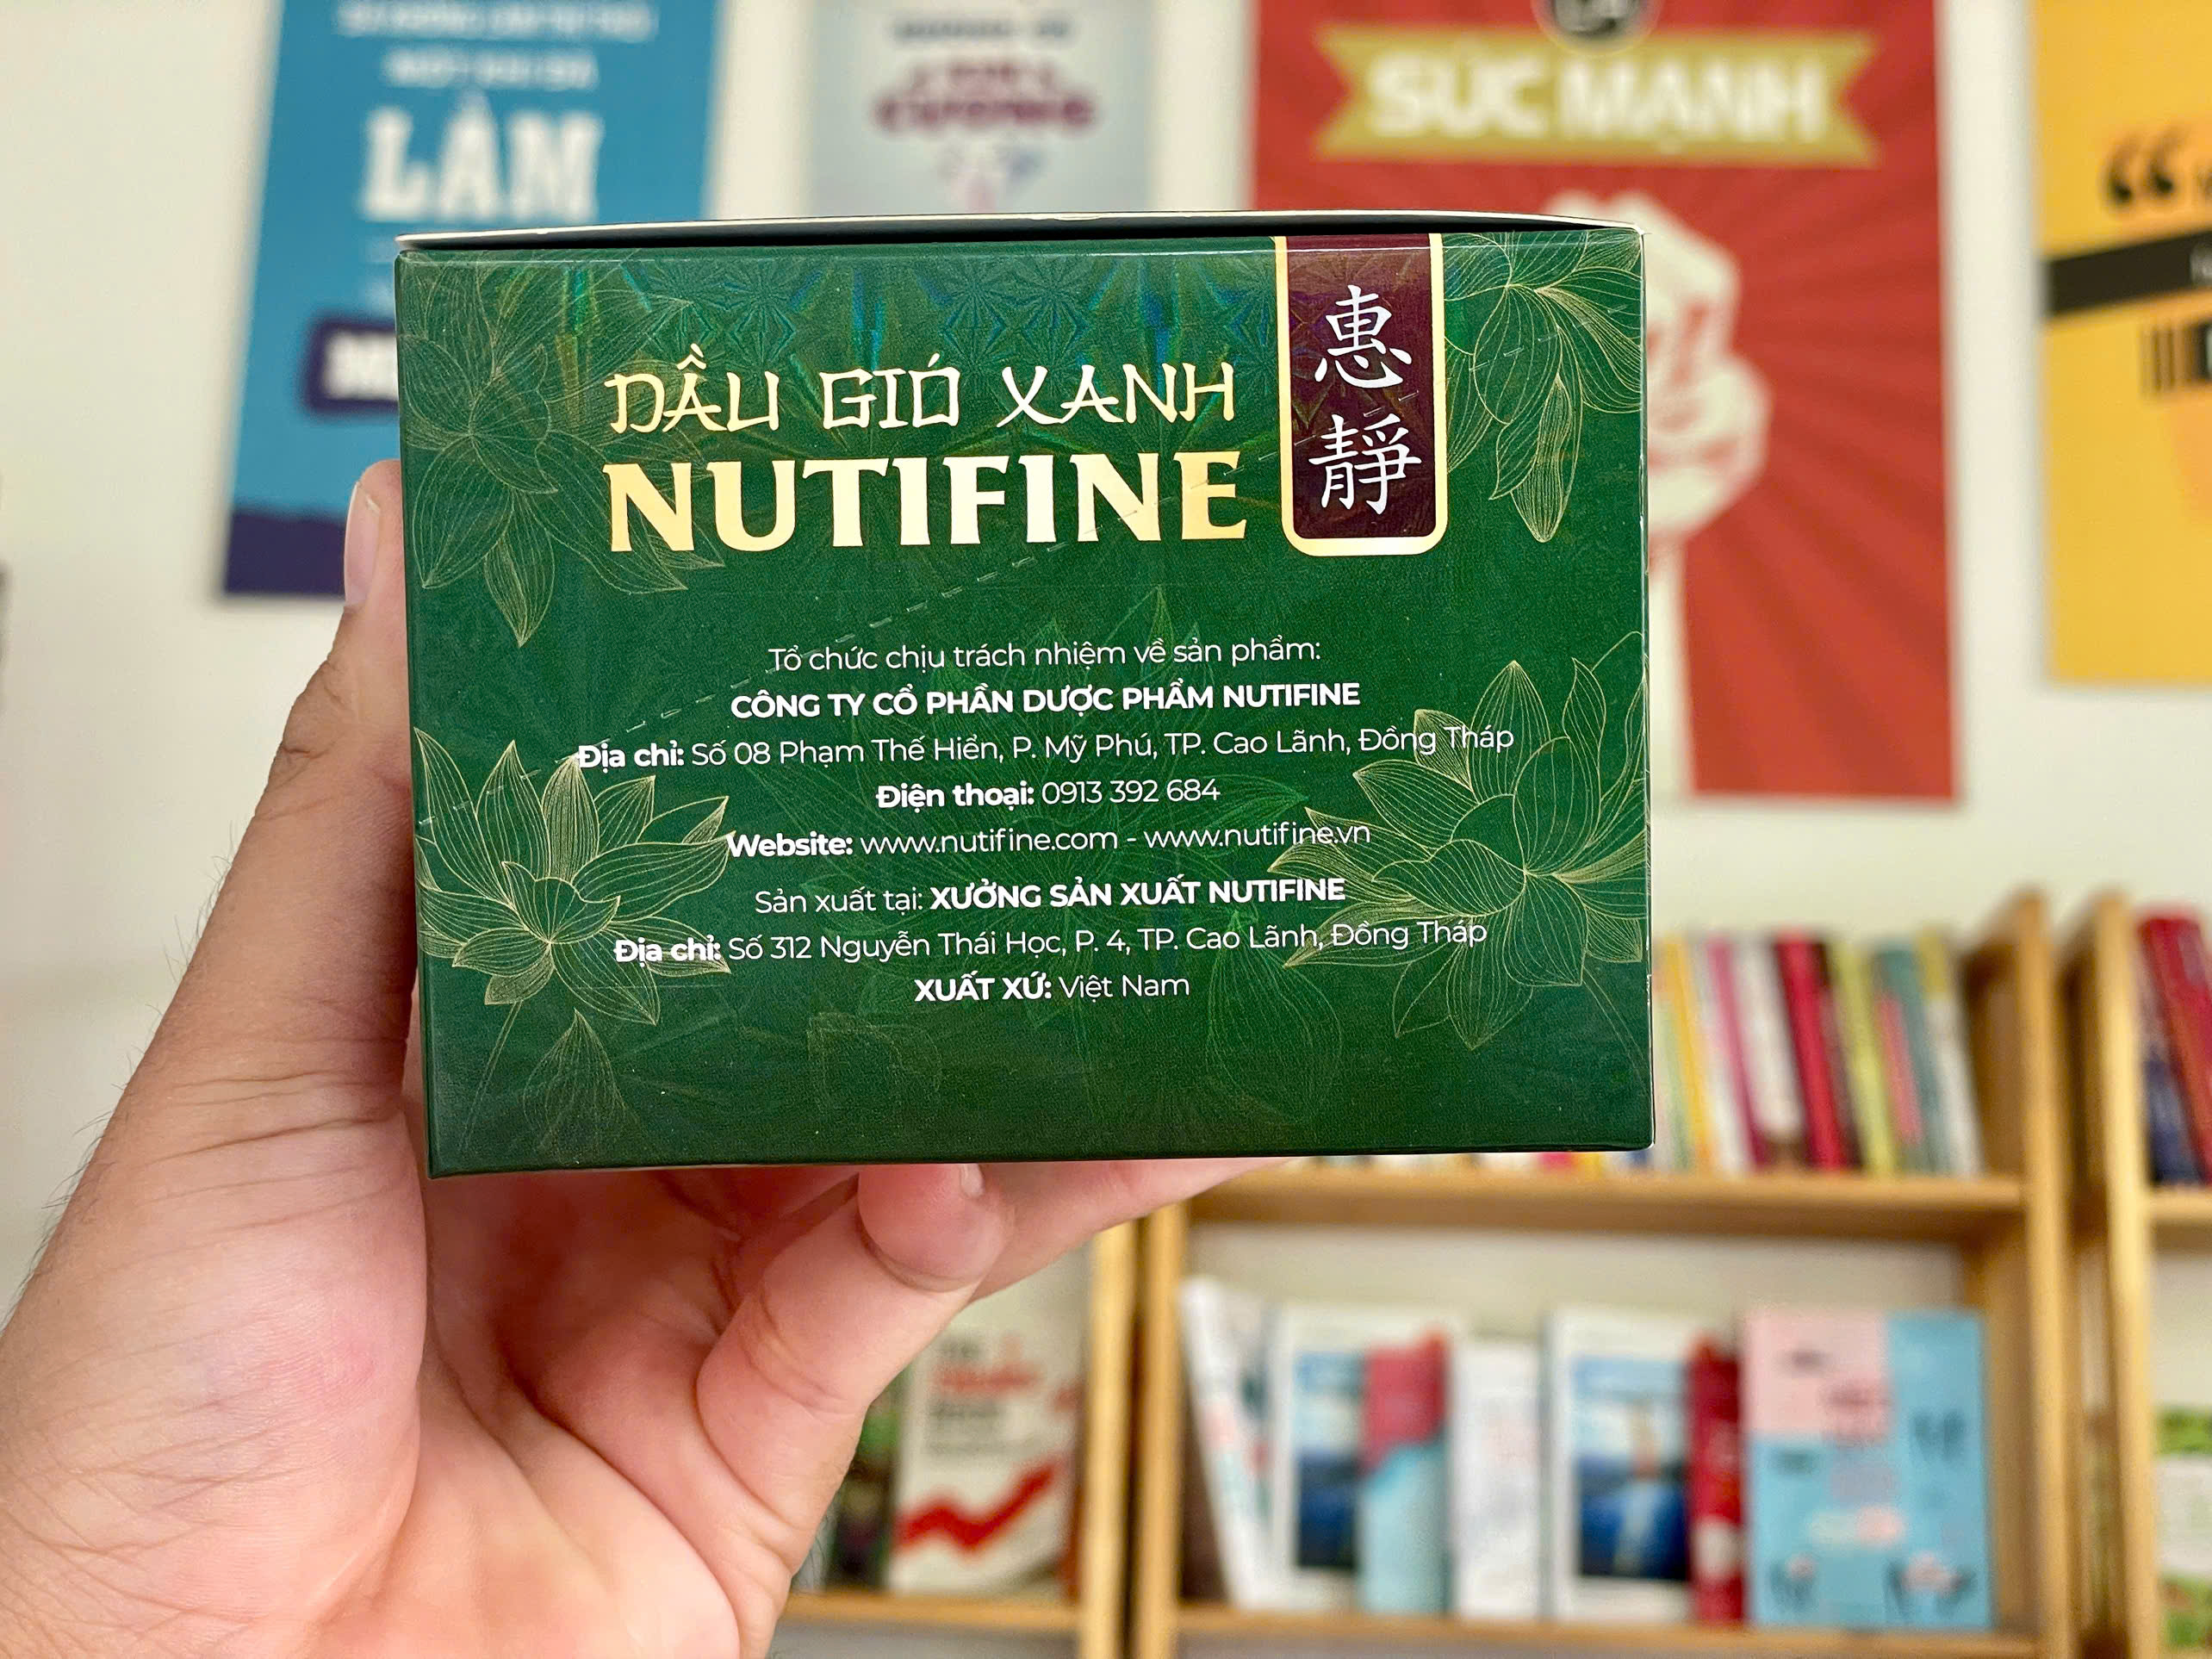 LÀM
SỨC MẠNH
DẦU GIÓ XANH
NUTIFINE
惠
靜
Tổ chức chịu trách nhiệm về sản phẩm:
CÔNG TY CỔ PHẦN DƯỢC PHẨM NUTIFINE
Địa chỉ: Số 08 Phạm Thế Hiển, P. Mỹ Phú, TP. Cao Lãnh, Đồng Tháp
Điện thoại: 0913 392 684
Website: www.nutifine.com - www.nutifine.vn
Sản xuất tại: XƯỞNG SẢN XUẤT NUTIFINE
Địa chỉ: Số 312 Nguyễn Thái Học, P. 4, TP. Cao Lãnh, Đồng Tháp
XUẤT XỨ: Việt Nam